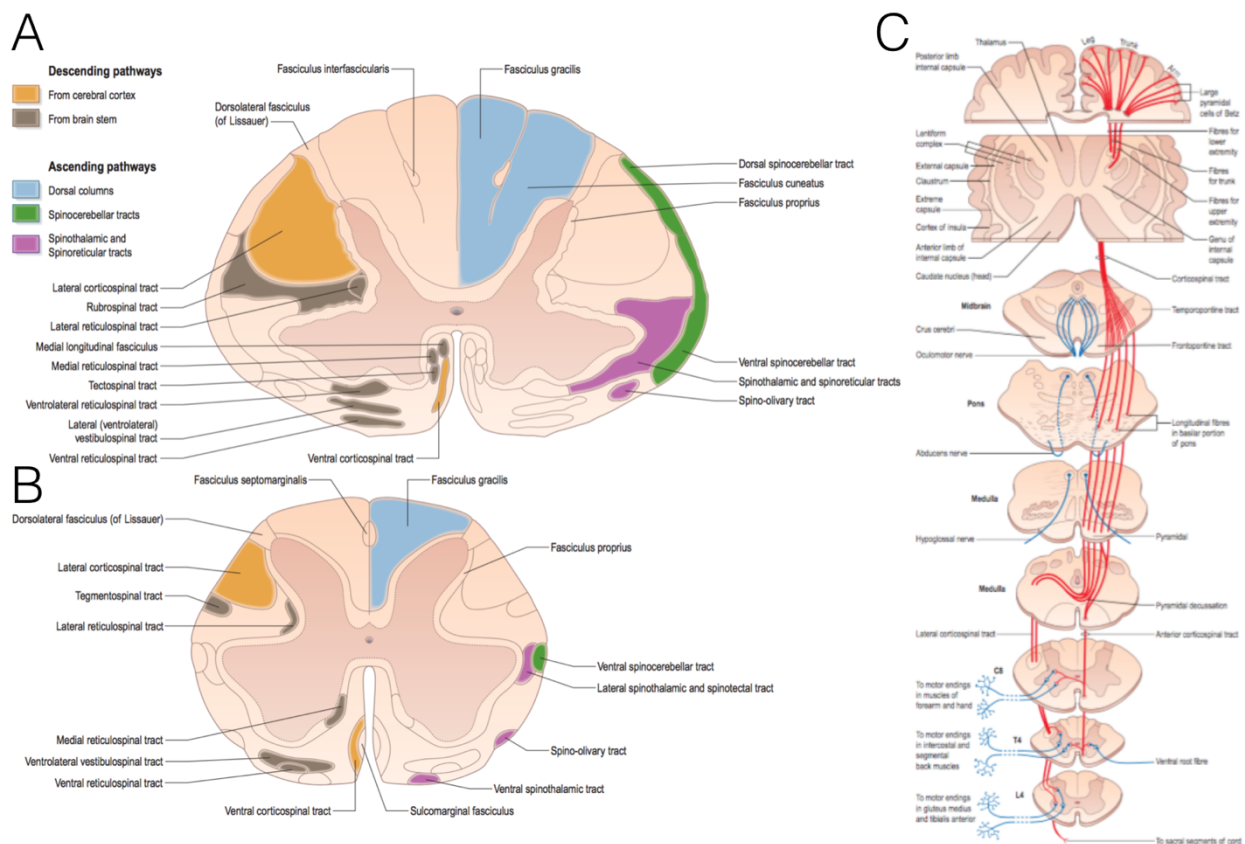 A
Descending pathways
From cerebral cortex
From brain stem
Ascending pathways
Dorsal columns
Spinocerebellar tracts
Spinothalamic and
Spinoreticular tracts
Fasciculus interfascicularis
Fasciculus gracilis
Dorsolateral fasciculus
(of Lissauer)
Dorsal spinocerebellar tract
Fasciculus cuneatus
Fasciculus proprius
Lateral corticospinal tract
Rubrospinal tract
Lateral reticulospinal tract
Medial longitudinal fasciculus
Medial reticulospinal tract
Tectospinal tract
Ventrolateral reticulospinal tract
Lateral (ventrolateral)
vestibulospinal tract
Ventral reticulospinal tract
Ventral corticospinal tract
Ventral spinocerebellar tract
Spinothalamic and spinoreticular tracts
Spino-olivary tract
B
Fasciculus septomarginalis
Fasciculus gracilis
Dorsolateral fasciculus (of Lissauer)
Fasciculus proprius
Lateral corticospinal tract
Tegmentospinal tract
Lateral reticulospinal tract
Ventral spinocerebellar tract
Lateral spinothalamic and spinotectal tract
Medial reticulospinal tract
Ventrolateral vestibulospinal tract
Ventral reticulospinal tract
Spino-olivary tract
Ventral spinothalamic tract
Ventral corticospinal tract
Sulcomarginal fasciculus
C
Thalamus
Posterior limb
internal capsule
Leg
Trunk
Arm
Large
pyramidal
cells of Betz
Lentiform
complex
External capsule
Claustrum
Extreme
capsule
Cortex of insula
Anterior limb of
internal capsule
Caudate nucleus (head)
Fibres for
lower
extremity
Fibres
for trunk
Fibres for
upper
extremity
Genu of
internal
capsule
Corticospinal tract
Midbrain
Temporopontine tract
Crus cerebri
Frontopontine tract
Oculomotor nerve
Pons
Longitudinal fibres
in basilar portion
of pons
Abducens nerve
Medulla
Hypoglossal nerve
Pyramidal
Medulla
Pyramidal decussation
Lateral corticospinal tract
Anterior corticospinal tract
C8
To motor endings
in muscles of
forearm and hand
T4
To motor endings
in intercostal and
segmental
back muscles
Ventral root fibre
L4
To motor endings
in gluteus medius
and tibialis anterior
To sacral segments of cord